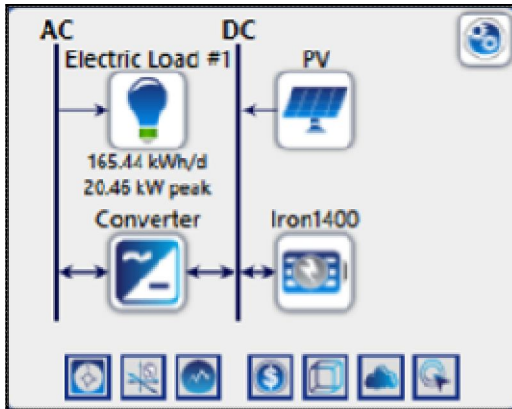 AC DC
Electric Load #1 PV
165.44 kWh/d
20.46 kW peak
Converter Iron1400